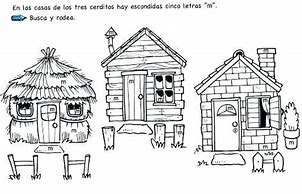 En las casas de los tres cerditos hay escondidas cinco letras "m".
Busca y rodea.
m
m
m
m
m